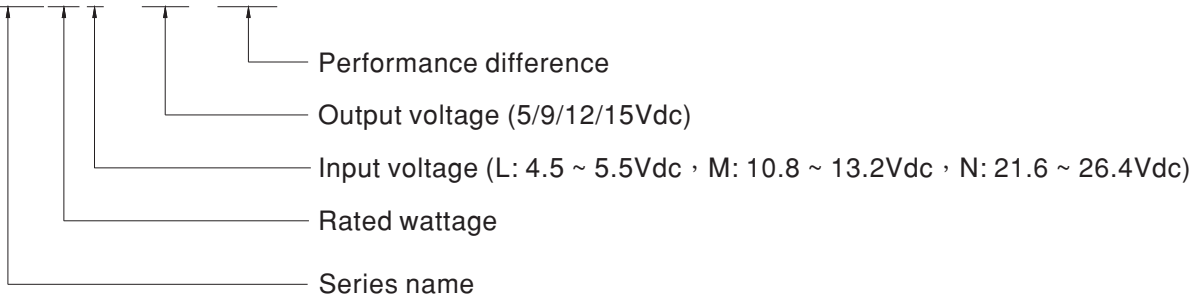 Performance difference
Output voltage (5/9/12/15Vdc)
Input voltage (L: 4.5 ~ 5.5Vdc，M: 10.8 ~ 13.2Vdc，N: 21.6 ~ 26.4Vdc)
Rated wattage
Series name